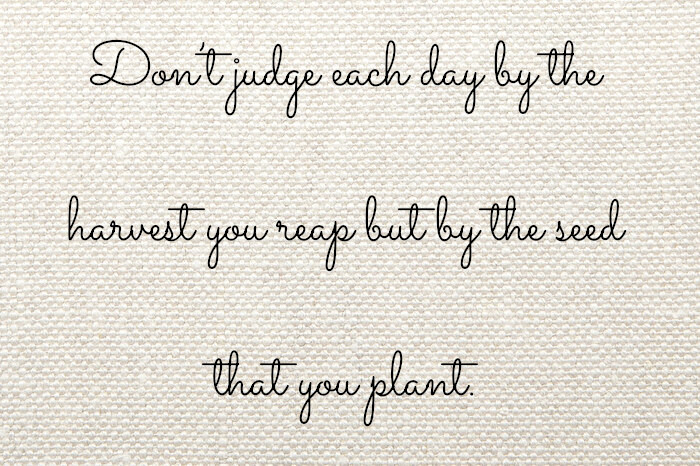 Don't judge each day by the
harvest you reap but by the seed
that you plant.